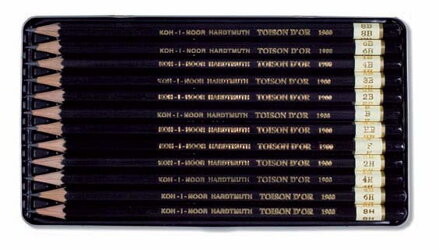 KOH-I-NOOR HARDTMUTH TOISON D'OR 1900 8B
8B
KOH-I-NOOR HARDTMUTH TOISON D'OR 1900 6B
6B
KOH-I-NOOR HARDTMUTH TOISON D'OR 1900 4B
KOH-I-NOOR HARDTMUTH TOISON D'OR 1900 3B
KOH-I-NOOR HARDTMUTH TOISON D'OR 1900 2B
KOH-I-NOOR HARDTMUTH TOISON D'OR 1900 B
KOH-I-NOOR HARDTMUTH TOISON D'OR 1900
KOH-I-NOOR HARDTMUTH TOISON D'OR 1900 F
KOH-I-NOOR HARDTMUTH TOISON D'OR 1900 2H
KOH-I-NOOR HARDTMUTH TOISON D'OR 1900 4H
KOH-I-NOOR HARDTMUTH TOISON D'OR 1900 6H
KOH-I-NOOR HARDTMUTH TOISON D'OR 1900 8H